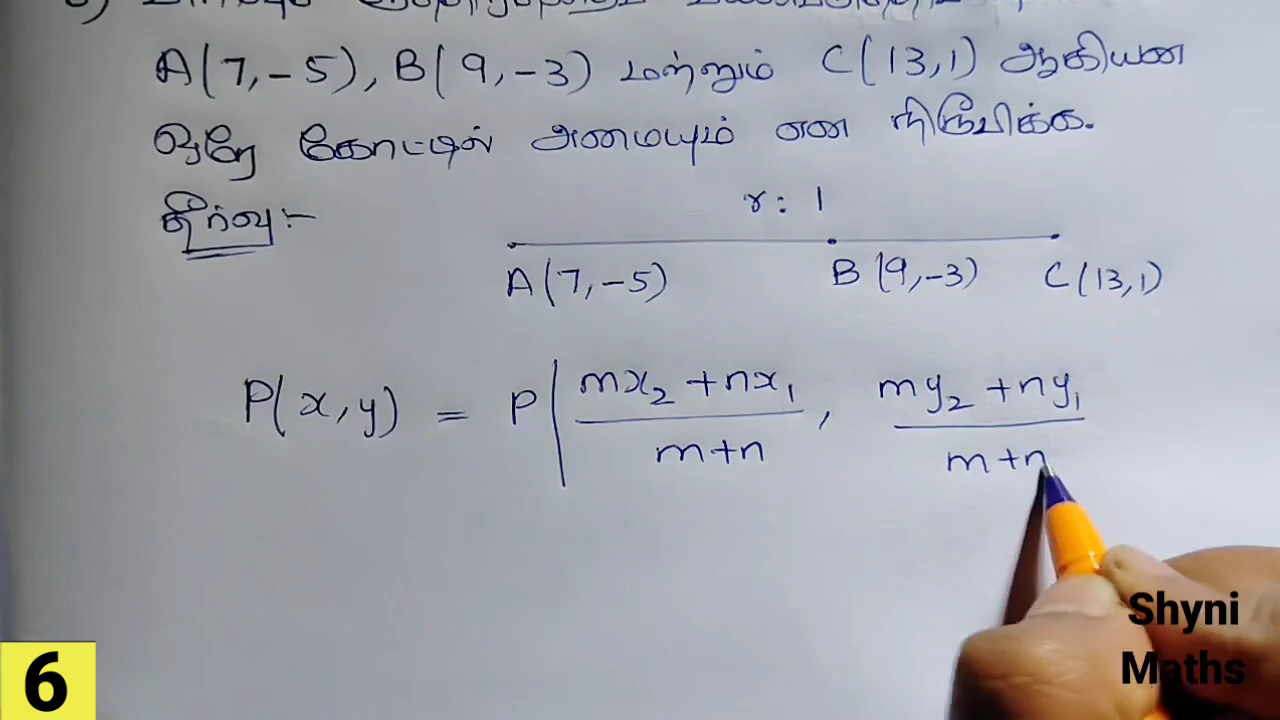 A(7,-5), B(9,-3) மற்றும் C(13,1) ஆகியன
ஒரே கோட்டில் அமையும் என நிரூபிக்க.
தீர்வு:-
r: 1
A(7,-5) B(9,-3) C(13,1)
P(x,y) = P( mx₂+nx₁ / m+n , my₂+ny₁ / m+n
Shyni
Maths
6